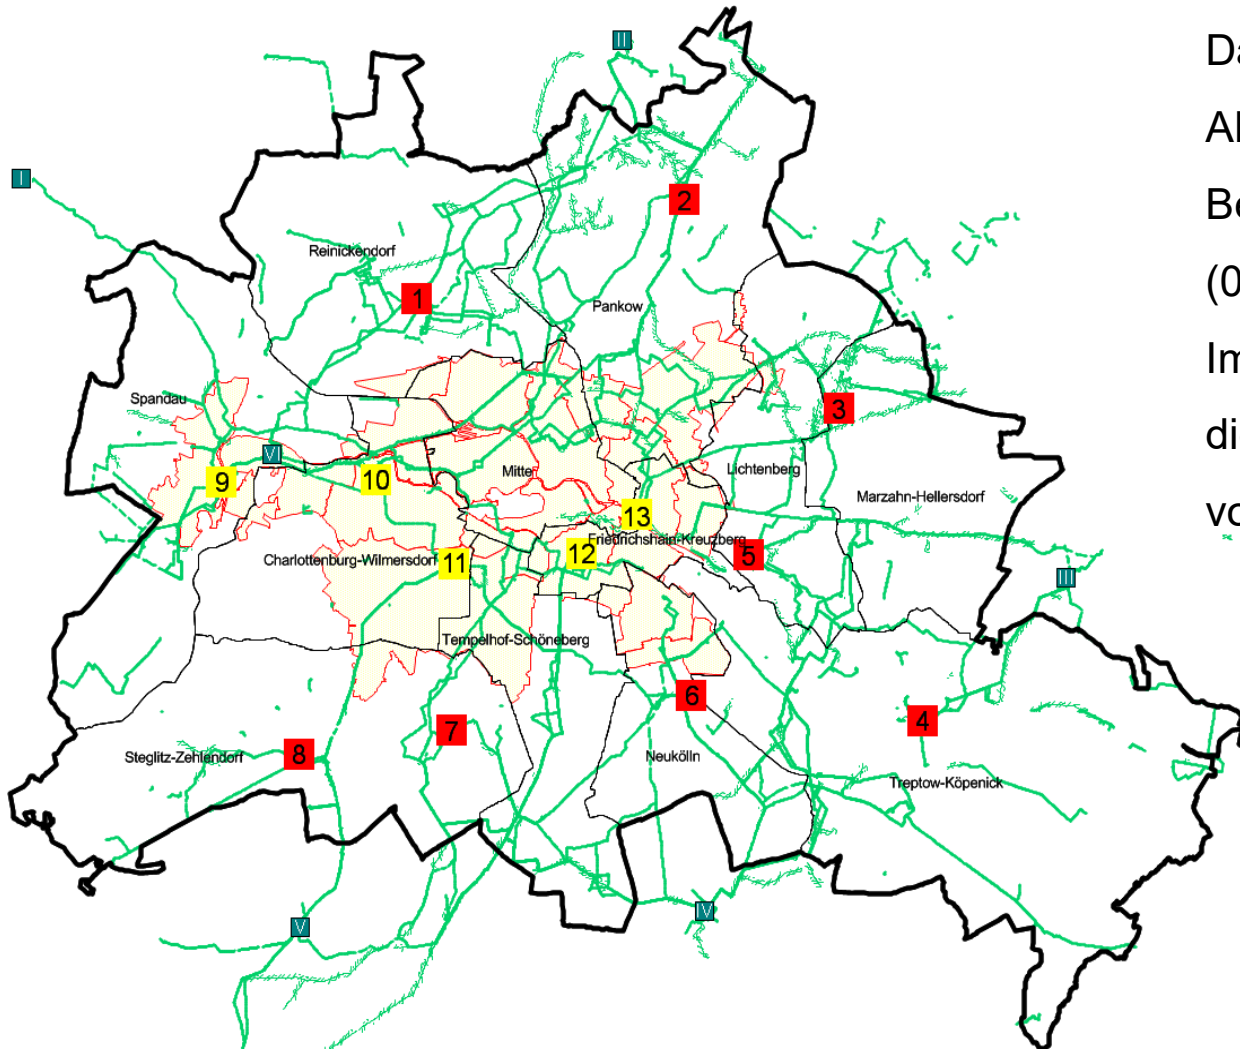 Da
II
Al
I
2
Be
Reinickendorf
1
(0
Pankow
Im
Spandau
3
di
VI
9
10
Mitte
Lichtenberg
Marzahn-Hellersdorf
13
vo
Friedrichshain-Kreuzberg
12
5
Charlottenburg-Wilmersdorf
11
III
Tempelhof-Schöneberg
6
4
7
8
Steglitz-Zehlendorf
Neukölln
Treptow-Köpenick
IV
V